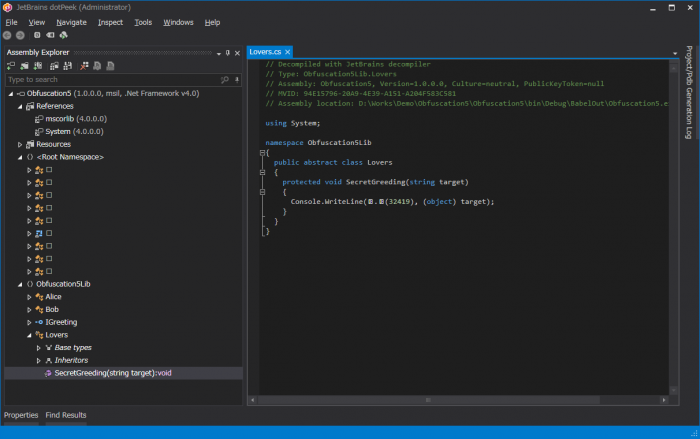 JetBrains dotPeek (Administrator)
File View Navigate Inspect Tools Windows Help
Assembly Explorer
Type to search
Obfuscation5 (1.0.0.0, msil, .Net Framework v4.0)
References
mscorlib (4.0.0.0)
System (4.0.0.0)
Resources
<Root Namespace>
Obfuscation5Lib
Alice
Bob
IGreeting
Lovers
Base types
Inheritors
SecretGreeding(string target):void
Properties Find Results
Lovers.cs
// Decompiled with JetBrains decompiler
// Type: Obfuscation5Lib.Lovers
// Assembly: Obfuscation5, Version=1.0.0.0, Culture=neutral, PublicKeyToken=null
// MVID: 94E15796-20A9-4E39-A151-A204F583C581
// Assembly location: D:\Works\Demo\Obfuscation5\Obfuscation5\bin\Debug\BabelOut\Obfuscation5.e
using System;
namespace Obfuscation5Lib
{
public abstract class Lovers
{
protected void SecretGreeding(string target)
{
Console.WriteLine( . (32419), (object) target);
}
}
}
Project/Pdb Generation Log